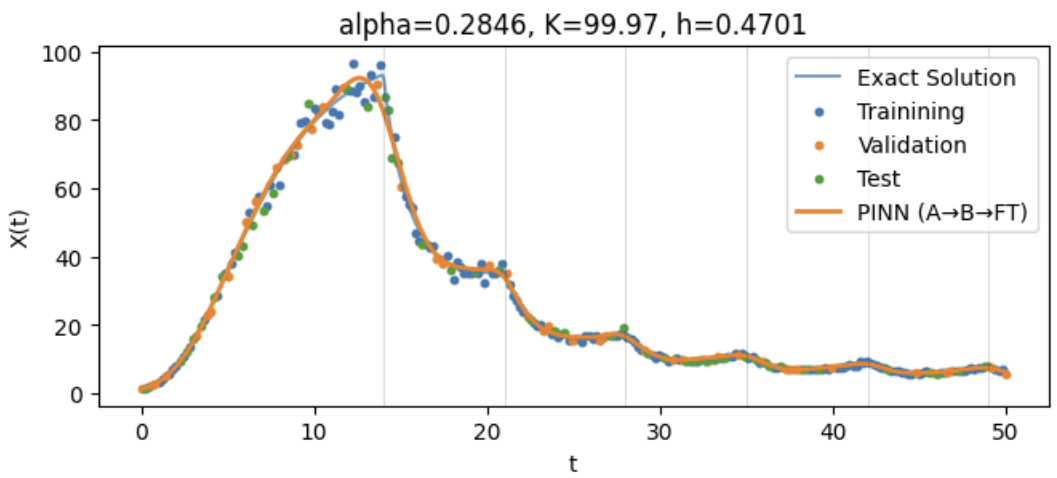 alpha=0.2846, K=99.97, h=0.4701
100
80
60
40
20
0
X(t)
Exact Solution
Trainining
Validation
Test
PINN (A→B→FT)
0 10 20 30 40 50
t